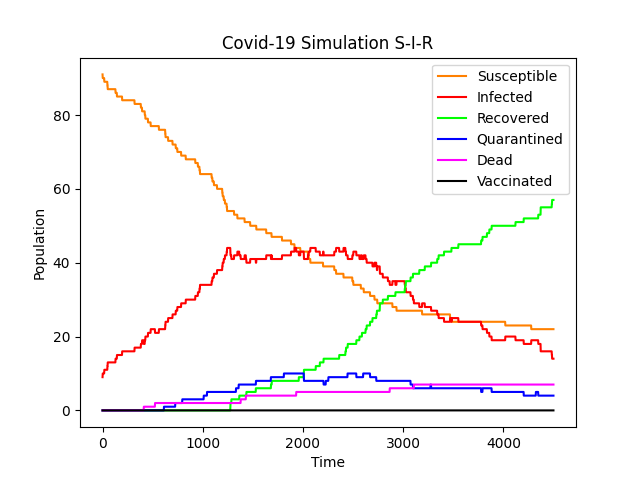 Covid-19 Simulation S-I-R
Susceptible
Infected
Recovered
Quarantined
Dead
Vaccinated
Population
80
60
40
20
0
0 1000 2000 3000 4000
Time